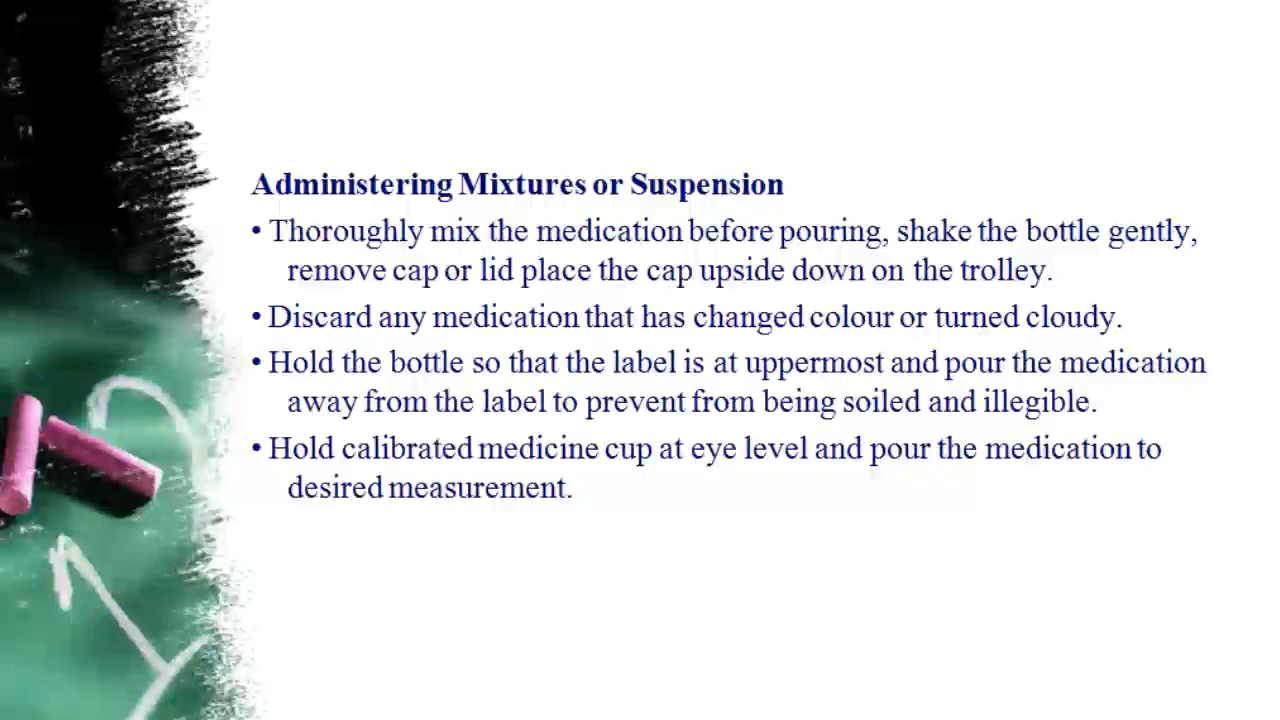 Administering Mixtures or Suspension
• Thoroughly mix the medication before pouring, shake the bottle gently,
remove cap or lid place the cap upside down on the trolley.
• Discard any medication that has changed colour or turned cloudy.
• Hold the bottle so that the label is at uppermost and pour the medication
away from the label to prevent from being soiled and illegible.
• Hold calibrated medicine cup at eye level and pour the medication to
desired measurement.